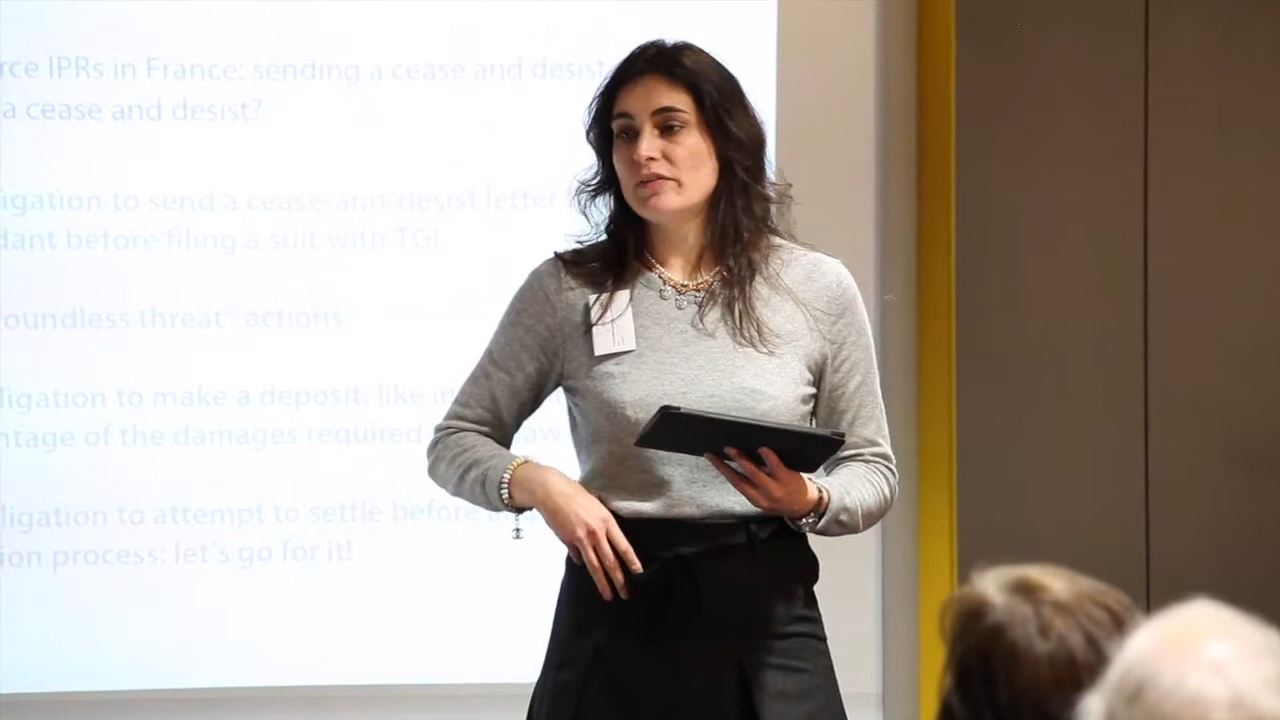 rce IPRs in France: sending a cease and desist
a cease and desist?
igation to send a cease-and-desist letter
dant before filing a suit with TGI
oundless threat" actions
ligation to make a deposit, like in
ntage of the damages required law
ligation to attempt to settle before
ion process: let's go for it!